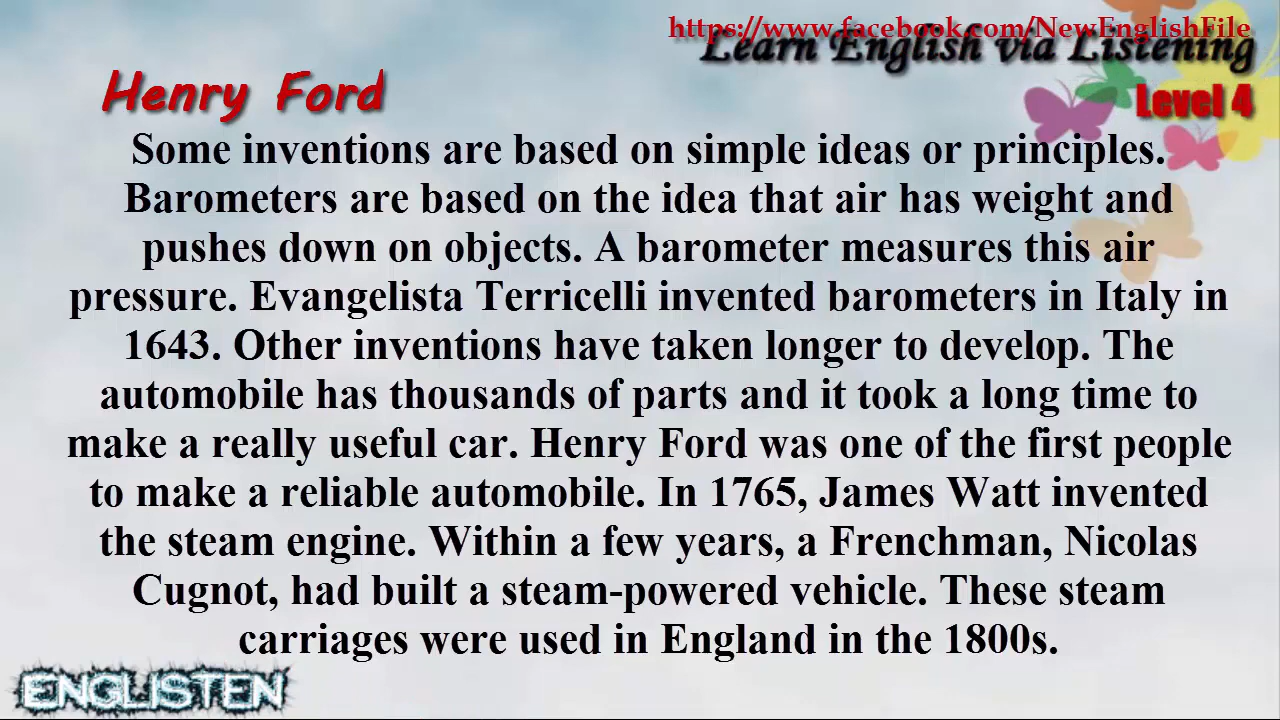 https://www.facebook.com/NewEnglishFile
Learn English via Listening
Level 4
Henry Ford
Some inventions are based on simple ideas or principles.
Barometers are based on the idea that air has weight and
pushes down on objects. A barometer measures this air
pressure. Evangelista Terricelli invented barometers in Italy in
1643. Other inventions have taken longer to develop. The
automobile has thousands of parts and it took a long time to
make a really useful car. Henry Ford was one of the first people
to make a reliable automobile. In 1765, James Watt invented
the steam engine. Within a few years, a Frenchman, Nicolas
Cugnot, had built a steam-powered vehicle. These steam
carriages were used in England in the 1800s.
ENGLISTEN